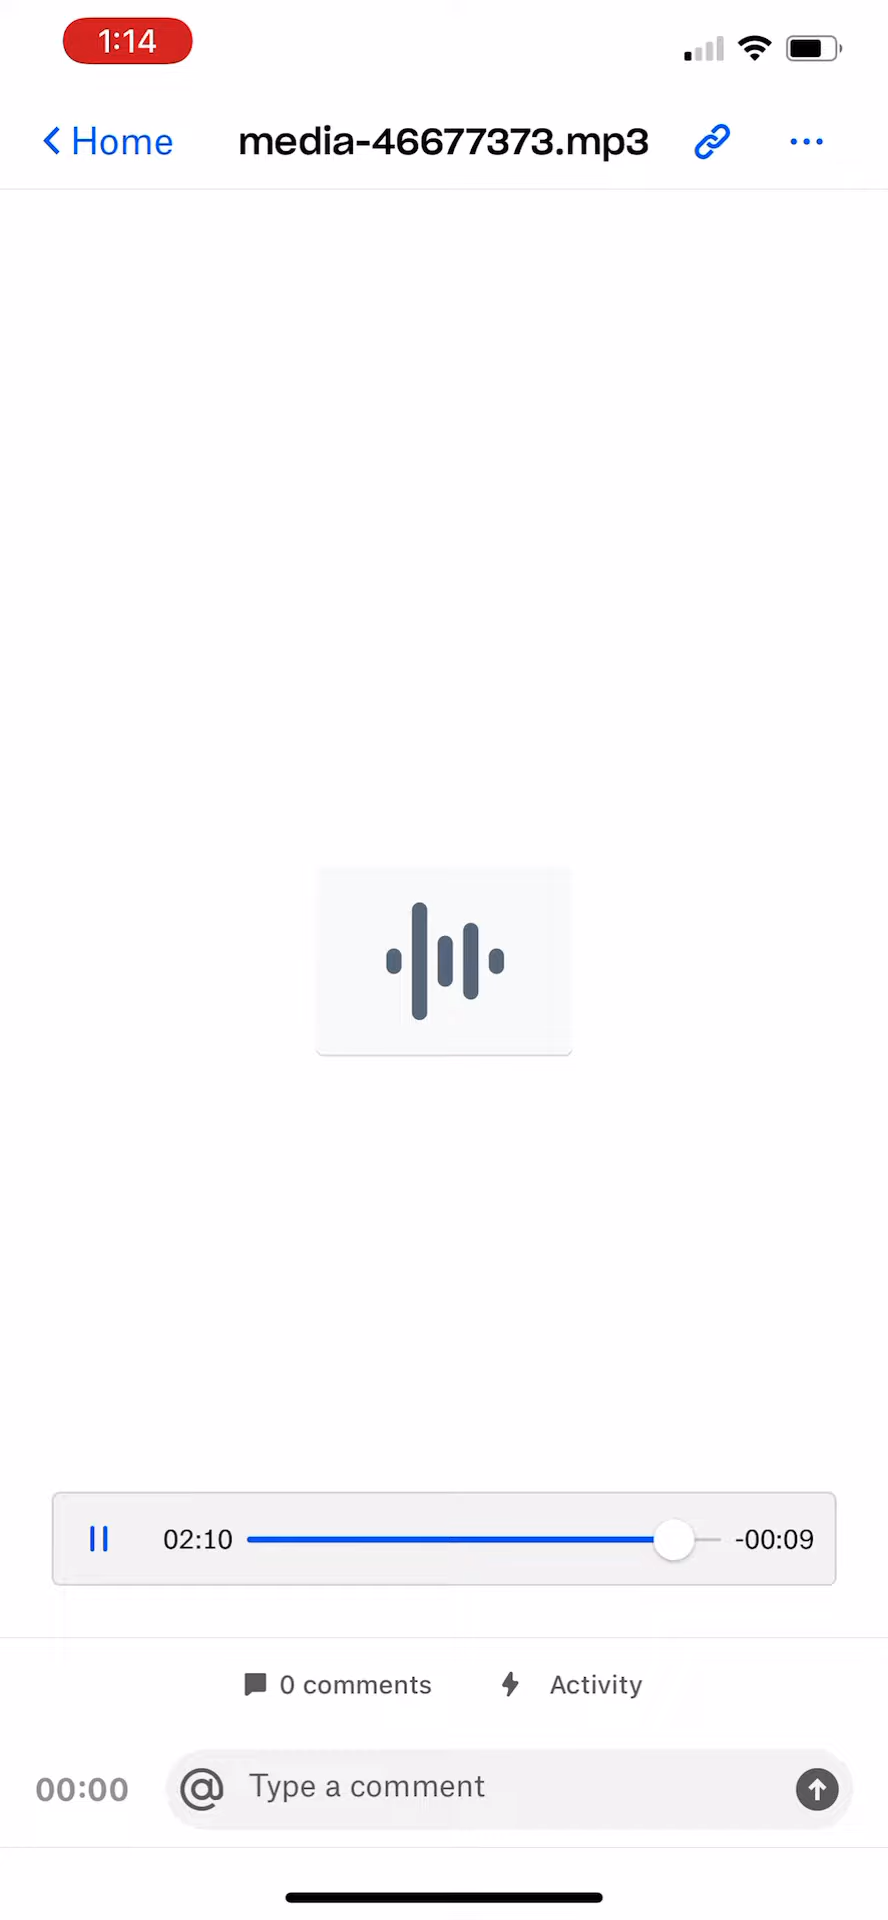 1:14
Home
media-46677373.mp3
02:10
-00:09
0 comments
Activity
00:00
@ Type a comment